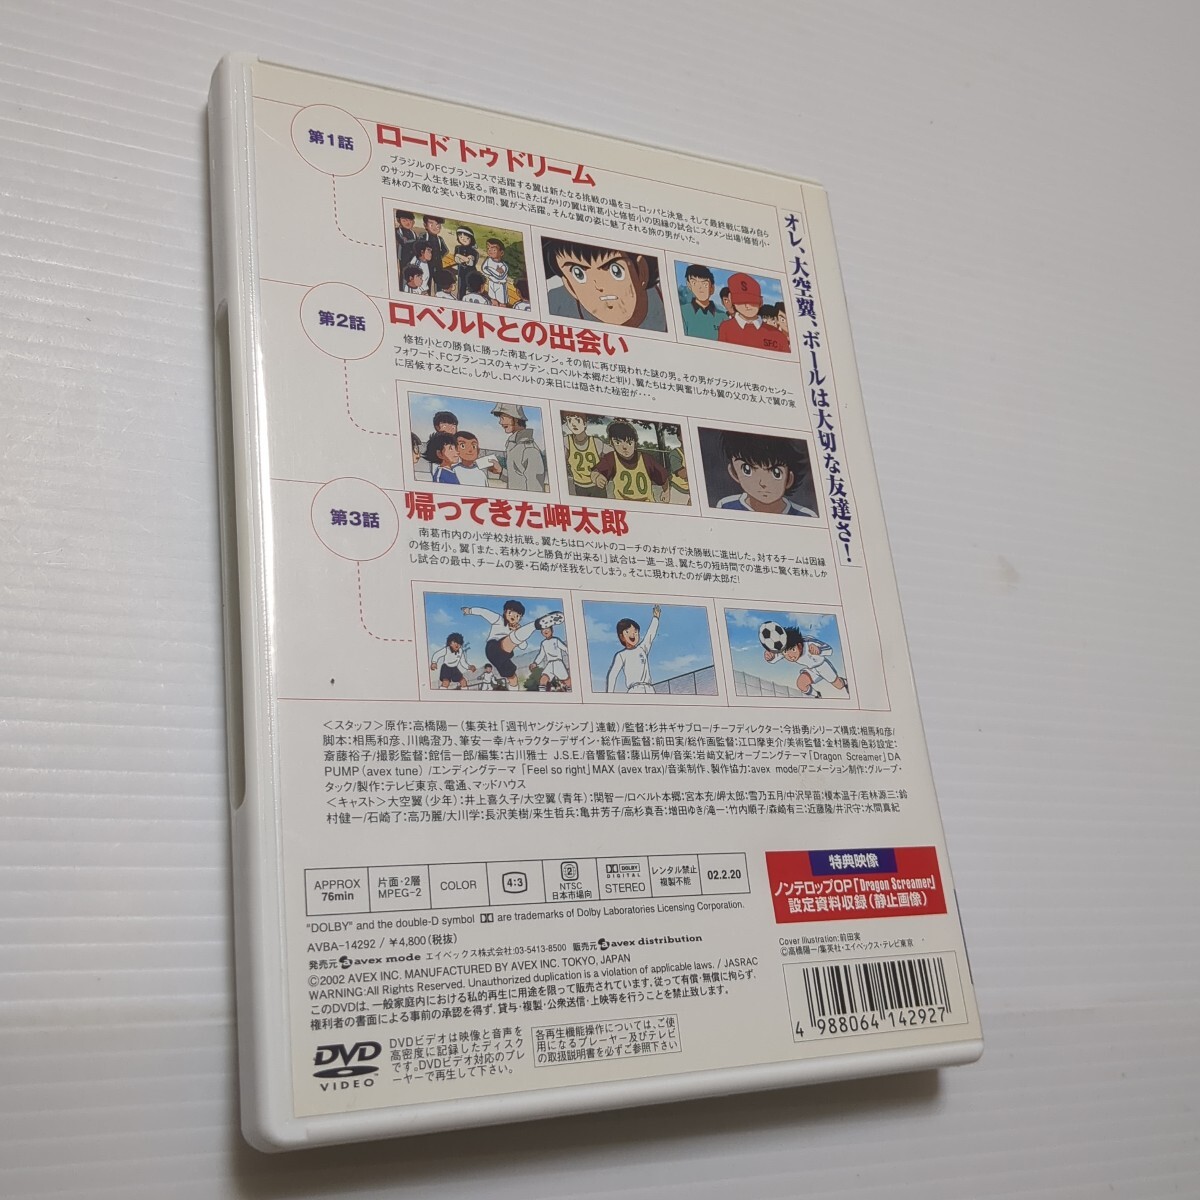 第1話
ロード トゥ ドリーム
ブラジルのFCブランコスで活躍する翼は新たなる挑戦の場をヨーロッパと決意。そして最終戦に臨み自ら
のサッカー人生を振り返る。南葛市にきたばかりの翼は南葛小と修哲小の因縁の試合にスタメン出場!修哲小・
若林の不敵な笑いも束の間、翼が大活躍。そんな翼の姿に魅了される旅の男がいた。
第2話
ロベルトとの出会い
修哲小との勝負に勝った南葛イレブン。その前に再び現われた謎の男。その男がブラジル代表のセンター
フォワード、FCブランコスのキャプテン、ロベルト本郷だと判り、翼たちは大興奮!しかも翼の父の友人で翼の家
に居候することに。しかし、ロベルトの来日には隠された秘密が・・・。
第3話
帰ってきた岬太郎
南葛市内の小学校対抗戦。翼たちはロベルトのコーチのおかげで決勝戦に進出した。対するチームは因縁
の修哲小。翼「また、若林クンと勝負が出来る!」試合は一進一退、翼たちの短時間での進歩に驚く若林。しか
し試合の最中、チームの要・石崎が怪我をしてしまう。そこに現われたのが岬太郎だ!
オレ、大空翼、ボールは大切な友達さ!
S
SFC
29
20
<スタッフ>原作:高橋陽一(集英社「週刊ヤングジャンプ」連載)/監督:杉井ギサブロー/チーフディレクター:今掛勇/シリーズ構成:相馬和彦/
脚本:相馬和彦、川嶋澄乃、筆安一幸/キャラクターデザイン・総作画監督:前田実/総作画監督:江口摩吏介/美術監督:金村勝義/色彩設定:
斎藤裕子/撮影監督:館信一郎/編集:古川雅士 J.S.E./音響監督:藤山房伸/音楽:岩崎文紀/オープニングテーマ「Dragon Screamer」DA
PUMP (avex tune) /エンディングテーマ「Feel so right」MAX (avex trax)/音楽制作、製作協力:avex mode/アニメーション制作:グループ・
タック/製作:テレビ東京、電通、マッドハウス
<キャスト>大空翼(少年):井上喜久子/大空翼(青年):関智一/ロベルト本郷:宮本充/岬太郎:雪乃五月/中沢早苗:榎本温子/若林源三:鈴
村健一/石崎了:高乃麗/大川学:長沢美樹/来生哲兵:亀井芳子/高杉真吾:増田ゆき/滝一:竹内順子/森崎有三:近藤隆/井沢守:水間真紀
APPROX
76min
片面・2層
MPEG-2
COLOR
4:3
2
NTSC
日本市場向
DOLBY
DIGITAL
STEREO
レンタル禁止
複製不能
02.2.20
"DOLBY" and the double-D symbol are trademarks of Dolby Laboratories Licensing Corporation.
AVBA-14292 / ¥4,800(税抜)
発売元 avex mode エイベックス株式会社:03-5413-8500 販売元 avex distribution
©2002 AVEX INC. MANUFACTURED BY AVEX INC. TOKYO, JAPAN
WARNING:All Rights Reserved. Unauthorized duplication is a violation of applicable laws. / JASRAC
このDVDは、一般家庭内における私的再生に用途を限って販売されています。従って有償・無償に拘らず、
権利者の書面による事前の承認を得ず、貸与・複製・公衆送信・上映等を行うことを禁止致します。
DVD
VIDEO
DVDビデオは映像と音声を
高密度に記録したディスク
です。DVDビデオ対応のプレ
ーヤーで再生して下さい。
各再生機能操作については、ご使
用になるプレーヤー及びテレビ
の取扱説明書を必ずご参照下さい
特典映像
ノンテロップOP「Dragon Screamer」
設定資料収録(静止画像)
Cover Illustration:前田実
©高橋陽一/集英社・エイベックス・テレビ東京
4 988064 142927